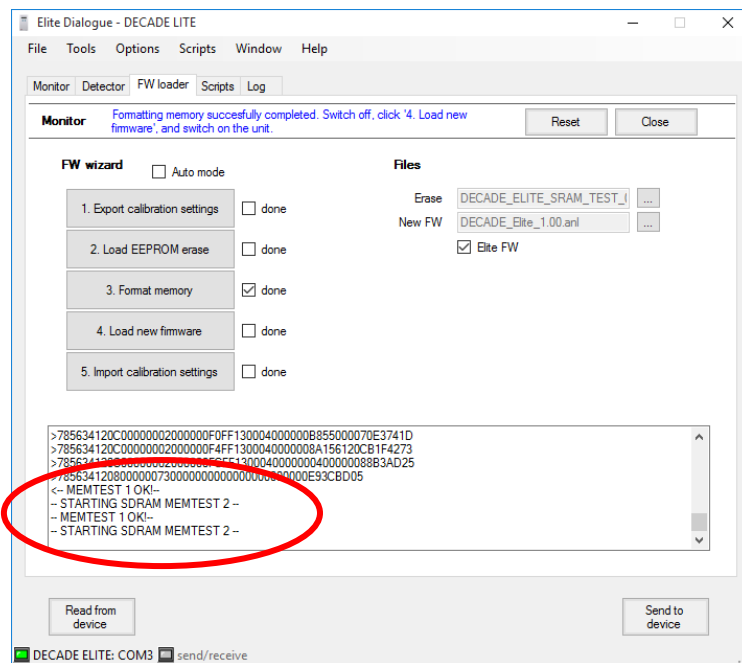 Elite Dialogue - DECADE LITE
File Tools Options Scripts Window Help
Monitor Detector FW loader Scripts Log
Monitor
Formatting memory succesfully completed. Switch off, click '4. Load new
firmware', and switch on the unit.
Reset Close
FW wizard
Auto mode
Files
1. Export calibration settings done
Erase DECADE_ELITE_SRAM_TEST_( ...
New FW DECADE_Elite_1.00.anl ...
2. Load EEPROM erase done
Elite FW
3. Format memory done
4. Load new firmware done
5. Import calibration settings done
>785634120C00000002000000F0FF130004000000B855000070E3741D
>785634120C00000002000000F4FF1300040000008A156120CB1F4273
<-- MEMTEST 1 OK!--
-- STARTING SDRAM MEMTEST 2 --
-- MEMTEST 1 OK!--
-- STARTING SDRAM MEMTEST 2 --
Read from
device
Send to
device
DECADE ELITE: COM3 send/receive